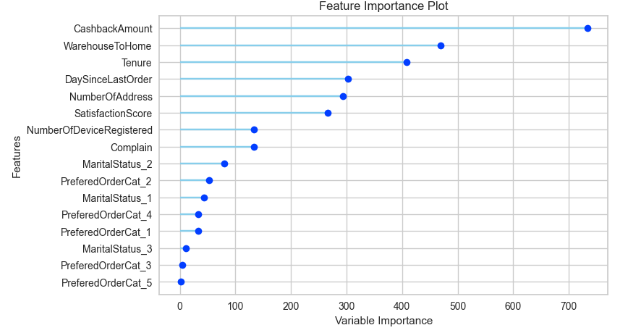 Feature Importance Plot
CashbackAmount
WarehouseToHome
Tenure
DaySinceLastOrder
NumberOfAddress
SatisfactionScore
NumberOfDeviceRegistered
Complain
MaritalStatus_2
PreferedOrderCat_2
MaritalStatus_1
PreferedOrderCat_4
PreferedOrderCat_1
MaritalStatus_3
PreferedOrderCat_3
PreferedOrderCat_5
Features
0 100 200 300 400 500 600 700
Variable Importance